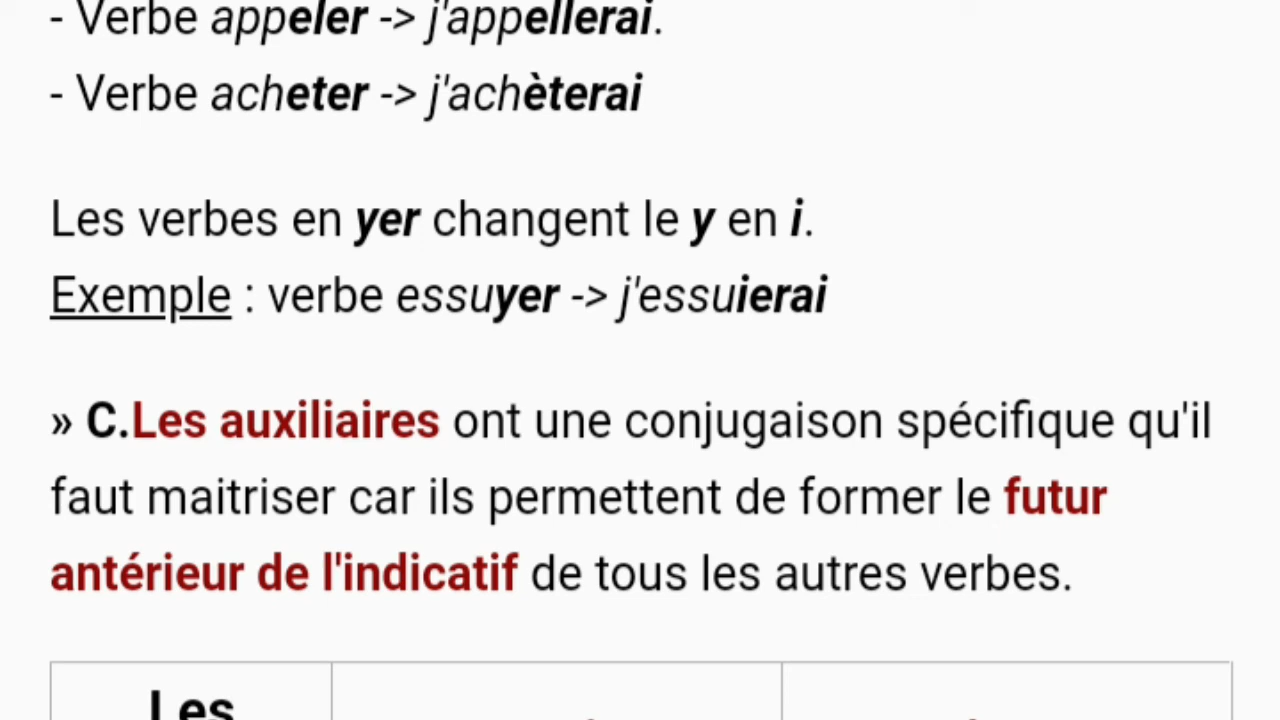 - Verbe appeler -> j'appellerai.
- Verbe acheter -> j'achèterai
Les verbes en yer changent le y en i.
Exemple : verbe essuyer -> j'essuierai
» C.Les auxiliaires ont une conjugaison spécifique qu'il
faut maitriser car ils permettent de former le futur
antérieur de l'indicatif de tous les autres verbes.
Les